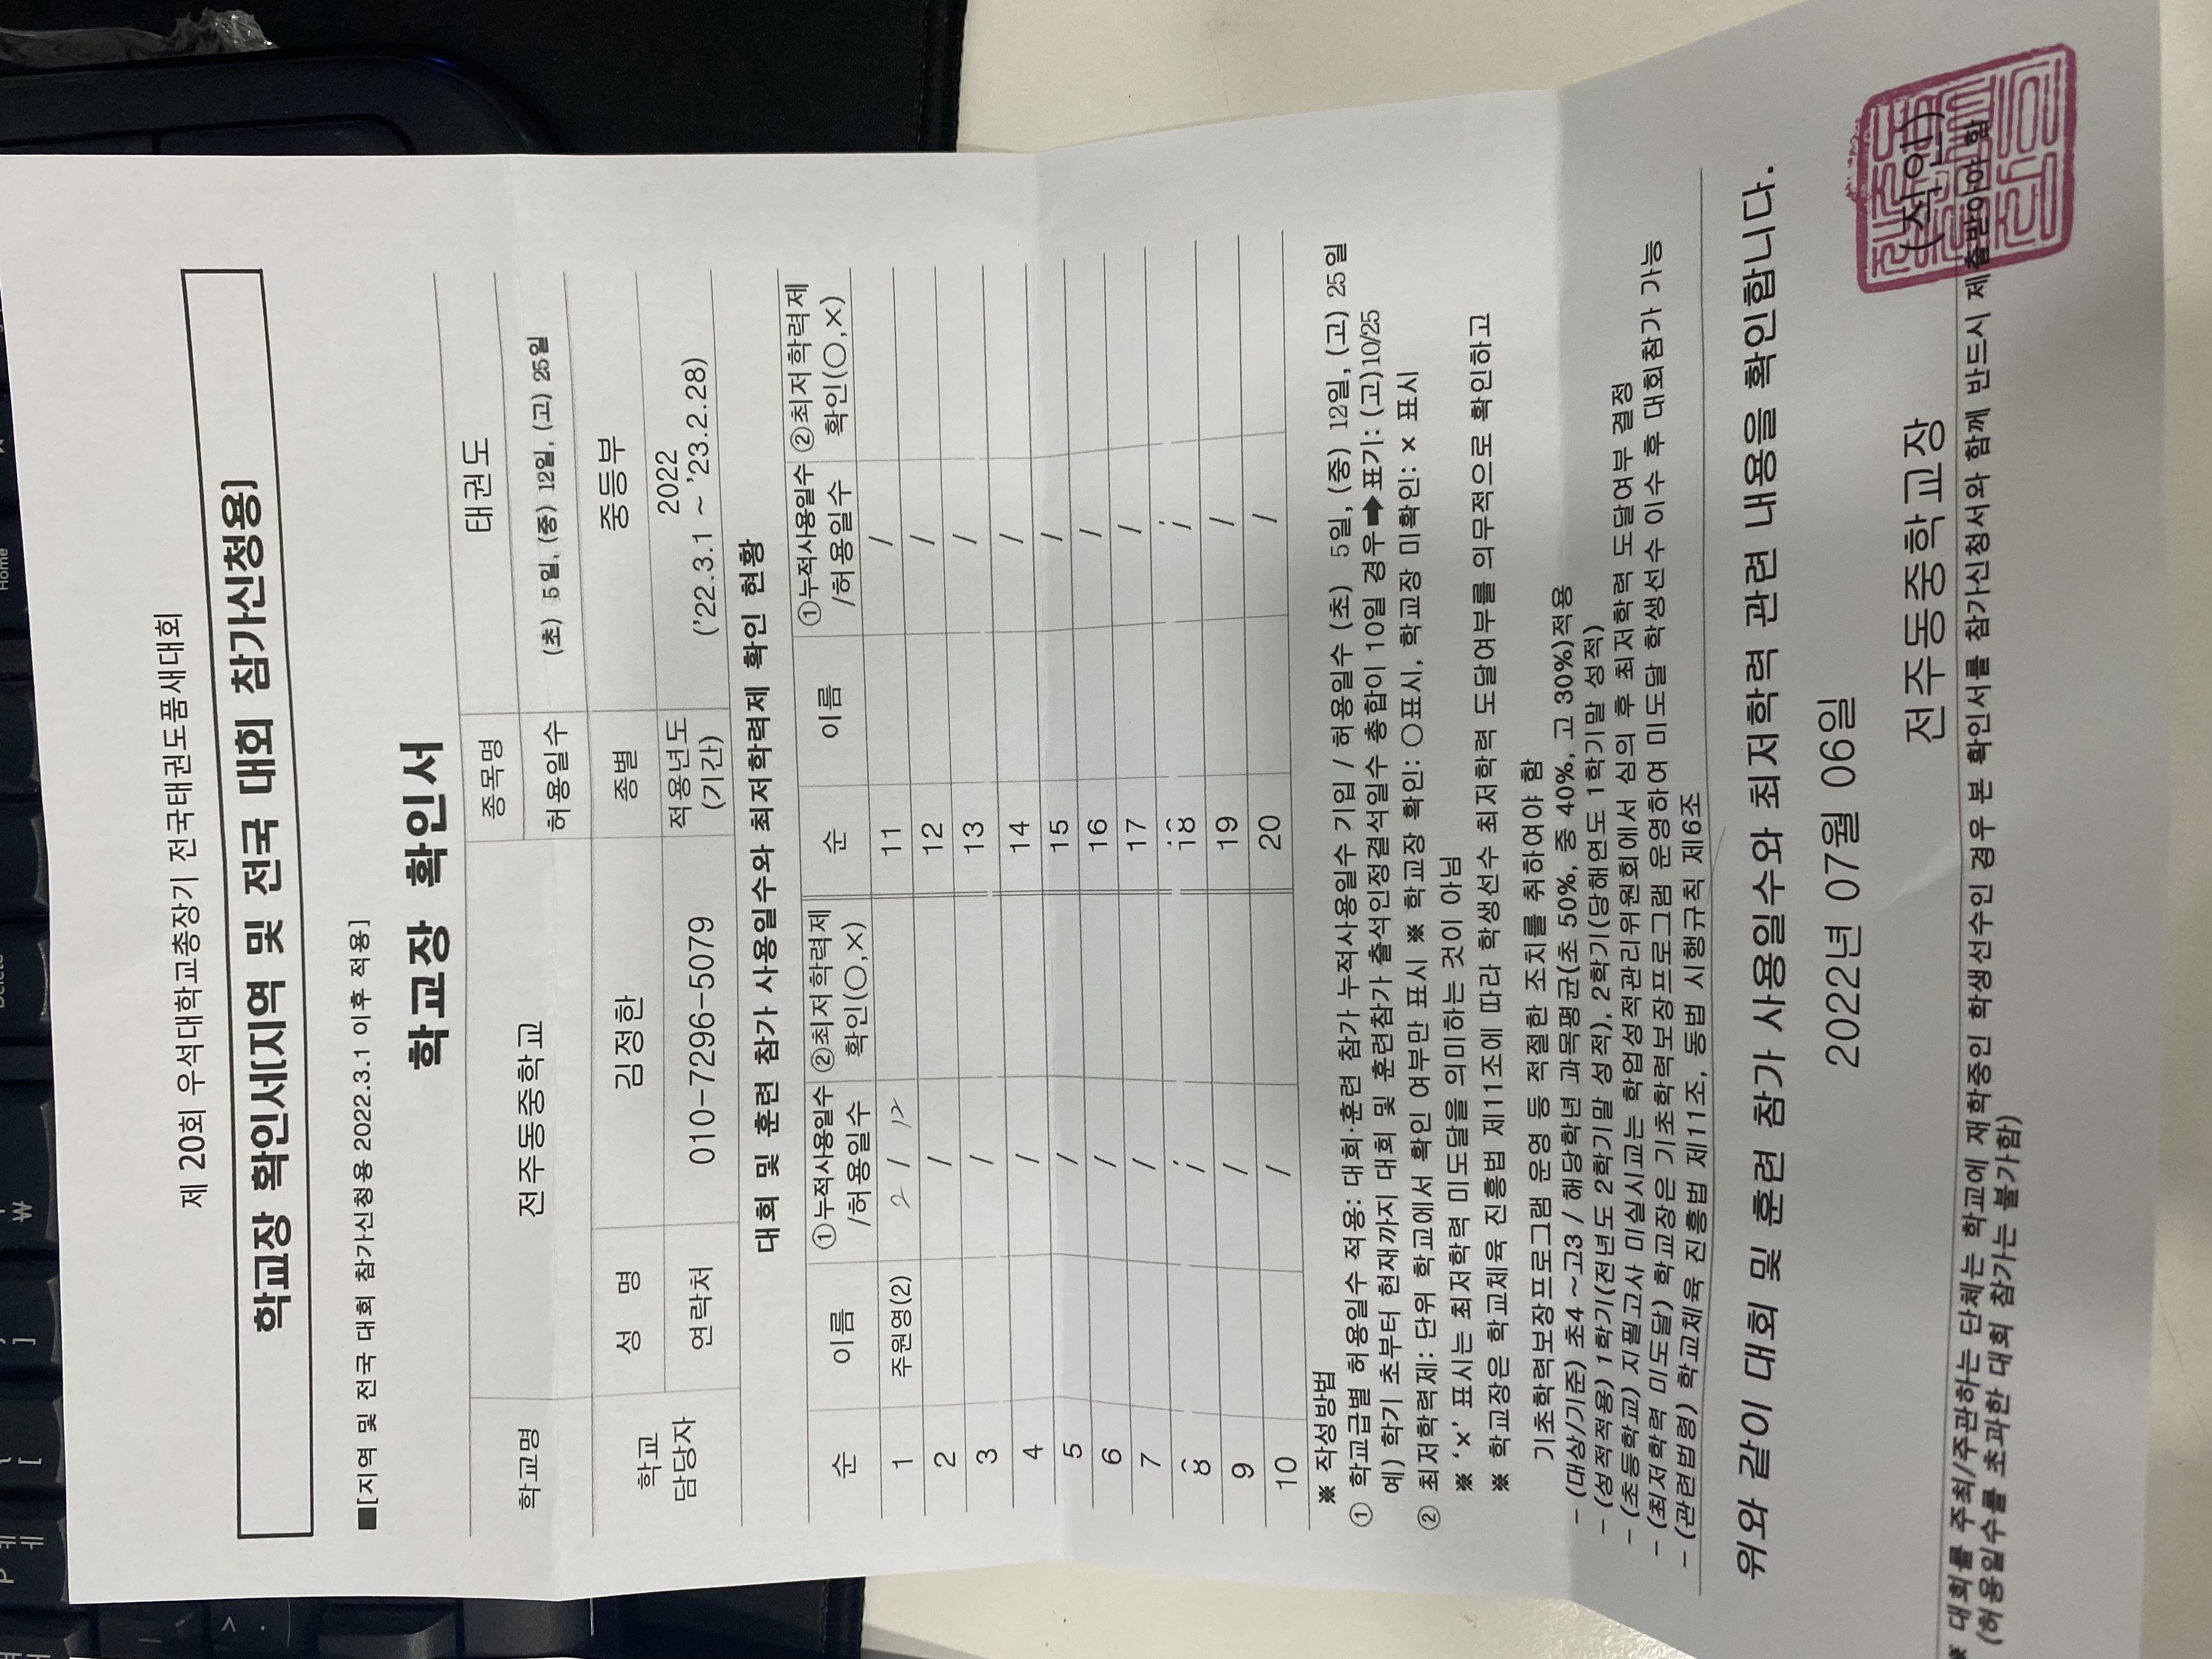 제 20회 우석대학교총장기 전국태권도품새대회
학교장 확인서[지역 및 전국 대회 참가신청용]
■[지역 및 전국 대회 참가신청용 2022.3.1 이후 적용]
학교장 확인서
학교명 전주동중학교 종목명 태권도
허용일수 (초) 5일, (중) 12일, (고) 25일
학교 담당자 성 명 김정한 종별 중등부
연락처 010-7296-5079 적용년도 (기간) 2022 ('22.3.1 ~ '23.2.28)
대회 및 훈련 참가 사용일수와 최저학력제 확인 현황
순 이름 ①누적사용일수 /허용일수 ②최저학력제 확인(○,×) 순 이름 ①누적사용일수 /허용일수 ②최저학력제 확인(○,×)
1 주원영(2) 2 / 12 11 /
2 / 12 /
3 / 13 /
4 / 14 /
5 / 15 /
6 / 16 /
7 / 17 /
8 / 18 /
9 / 19 /
10 / 20 /
※ 작성방법
① 학교급별 허용일수 적용: 대회·훈련 참가 누적사용일수 기입 / 허용일수 (초) 5일, (중) 12일, (고) 25일
예) 학기 초부터 현재까지 대회 및 훈련참가 출석인정결석일수 총합이 10일 경우➡표기: (고)10/25
② 최저학력제: 단위 학교에서 확인 여부만 표시 ※ 학교장 확인: ○표시, 학교장 미확인: × 표시
※ '×' 표시는 최저학력 미도달을 의미하는 것이 아님
※ 학교장은 학교체육 진흥법 제11조에 따라 학생선수 최저학력 도달여부를 의무적으로 확인하고
기초학력보장프로그램 운영 등 적절한 조치를 취하여야 함
- (대상/기준) 초4 ~고3 / 해당학년 과목평균(초 50%, 중 40%, 고 30%)적용
- (성적적용) 1학기(전년도 2학기말 성적), 2학기(당해연도 1학기말 성적)
- (초등학교) 지필고사 미실시교는 학업성적관리위원회에서 심의 후 최저학력 도달여부 결정
- (최저학력 미도달) 학교장은 기초학력보장프로그램 운영하여 미도달 학생선수 이수 후 대회참가 가능
- (관련법령) 학교체육 진흥법 제11조, 동법 시행규칙 제6조
위와 같이 대회 및 훈련 참가 사용일수와 최저학력 관련 내용을 확인합니다.
2022년 07월 06일
전주동중학교장 (직인)
※ 대회를 주최/주관하는 단체는 학교에 재학중인 학생선수인 경우 본 확인서를 참가신청서와 함께 반드시 제출받아야 함
(허용일수를 초과한 대회 참가는 불가함)
Home
Delete
P
ㅔ
ㅖ
[
{
]
}
₩
>
.